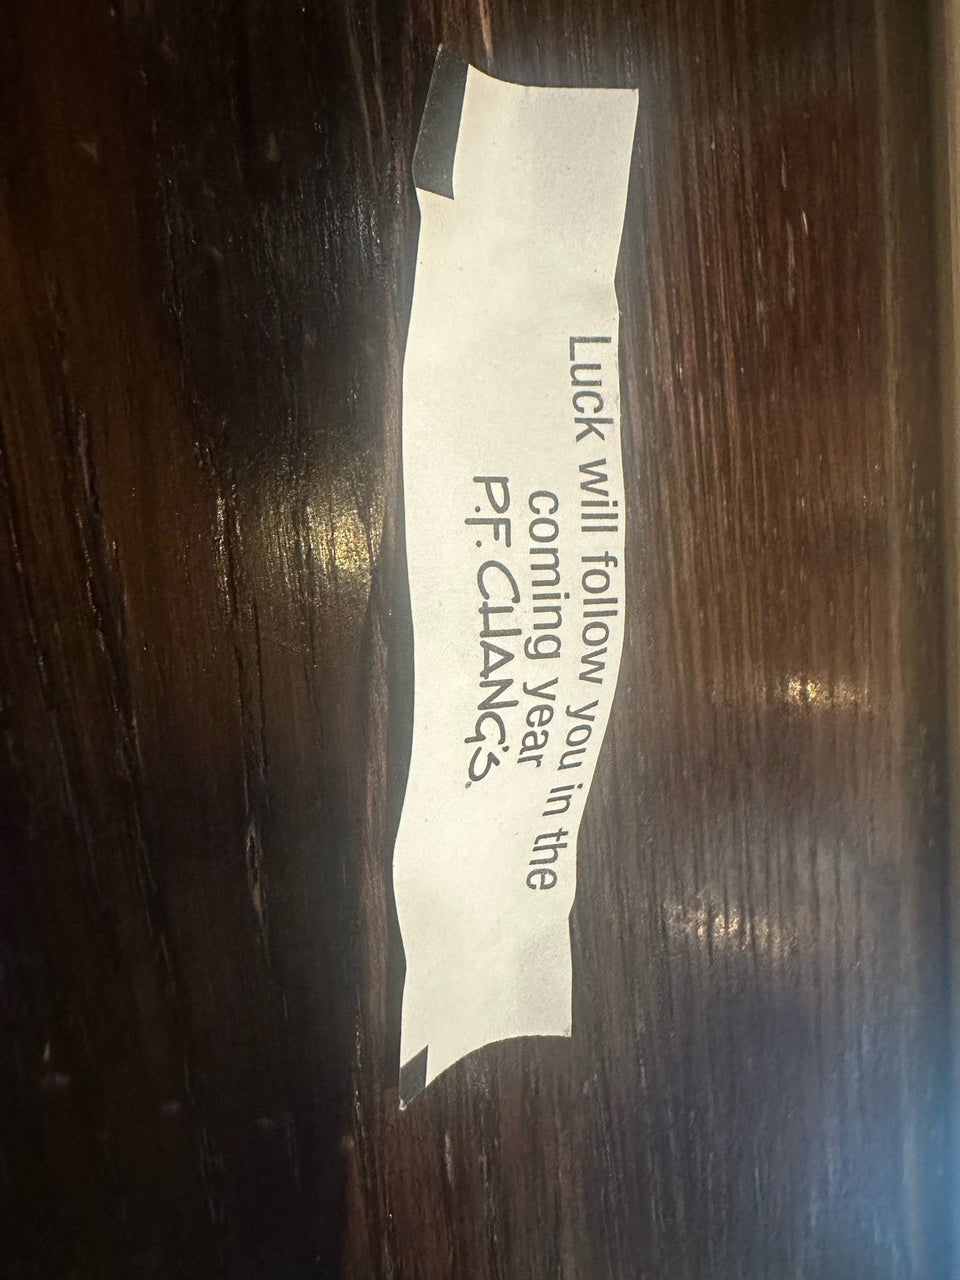 Luck will follow you in the
coming year
P.F. CHANG'S.